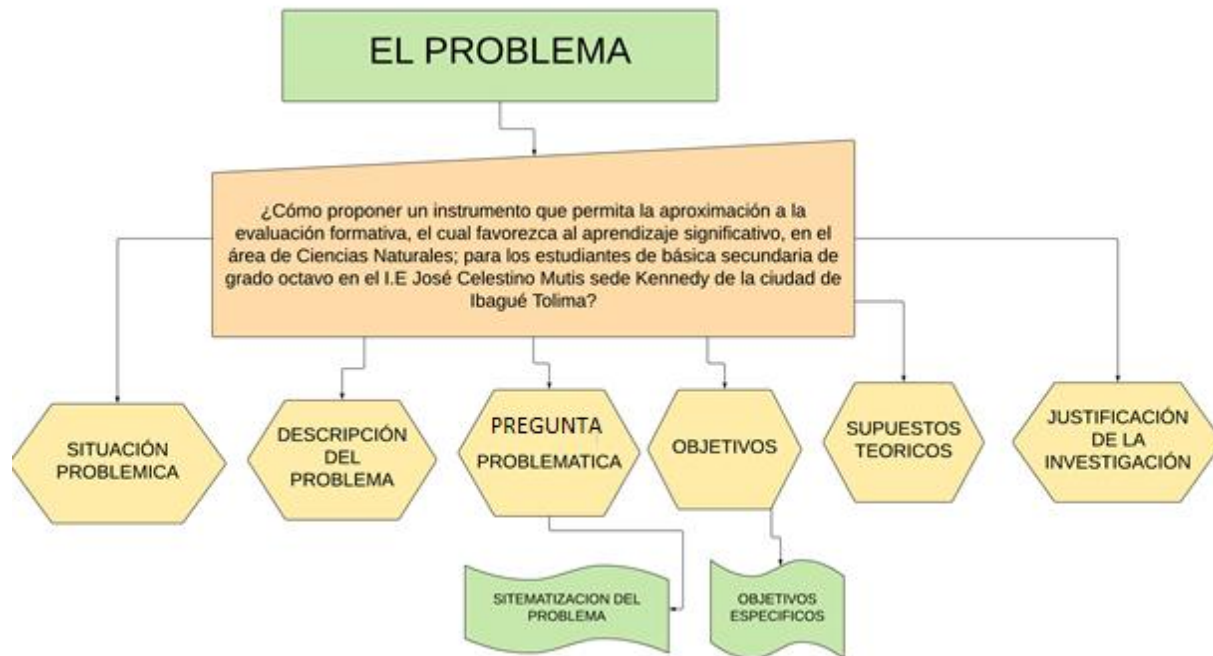 EL PROBLEMA
¿Cómo proponer un instrumento que permita la aproximación a la
evaluación formativa, el cual favorezca al aprendizaje significativo, en el
área de Ciencias Naturales; para los estudiantes de básica secundaria de
grado octavo en el I.E José Celestino Mutis sede Kennedy de la ciudad de
Ibagué Tolima?
SITUACIÓN
PROBLEMICA
DESCRIPCIÓN
DEL
PROBLEMA
PREGUNTA
PROBLEMATICA
OBJETIVOS
SUPUESTOS
TEORICOS
JUSTIFICACIÓN
DE LA
INVESTIGACIÓN
SITEMATIZACION DEL
PROBLEMA
OBJETIVOS
ESPECIFICOS